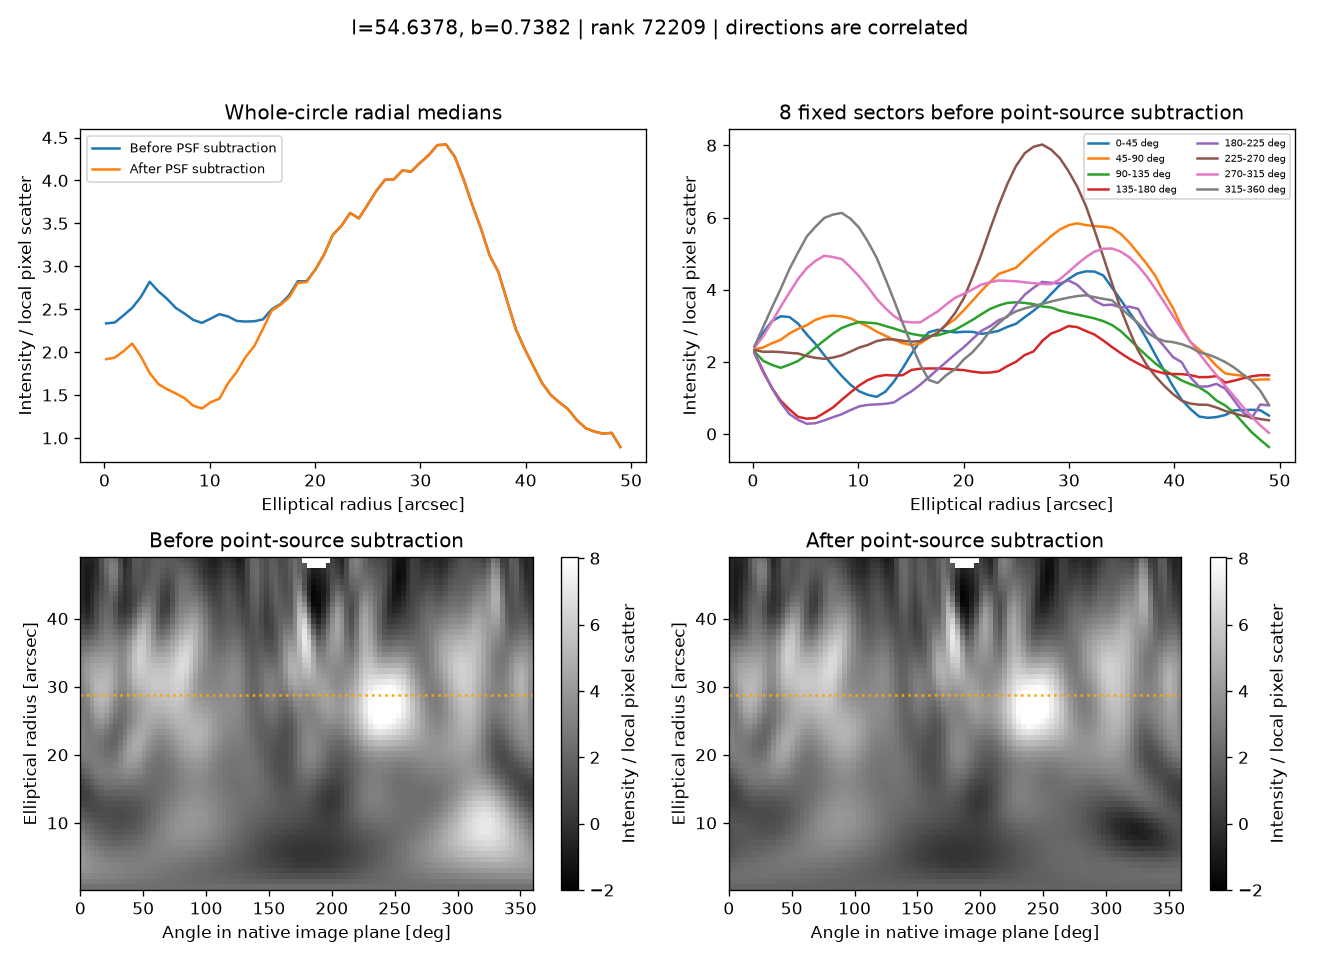 l=54.6378, b=0.7382 | rank 72209 | directions are correlated
Whole-circle radial medians
Before PSF subtraction
After PSF subtraction
Intensity / local pixel scatter
4.5
4.0
3.5
3.0
2.5
2.0
1.5
1.0
0 10 20 30 40 50
Elliptical radius [arcsec]
8 fixed sectors before point-source subtraction
0-45 deg 180-225 deg
45-90 deg 225-270 deg
90-135 deg 270-315 deg
135-180 deg 315-360 deg
Intensity / local pixel scatter
8
6
4
2
0
0 10 20 30 40 50
Elliptical radius [arcsec]
Before point-source subtraction
Elliptical radius [arcsec]
40
30
20
10
0 50 100 150 200 250 300 350
Angle in native image plane [deg]
8
6
4
2
0
−2
Intensity / local pixel scatter
After point-source subtraction
Elliptical radius [arcsec]
40
30
20
10
0 50 100 150 200 250 300 350
Angle in native image plane [deg]
8
6
4
2
0
−2
Intensity / local pixel scatter